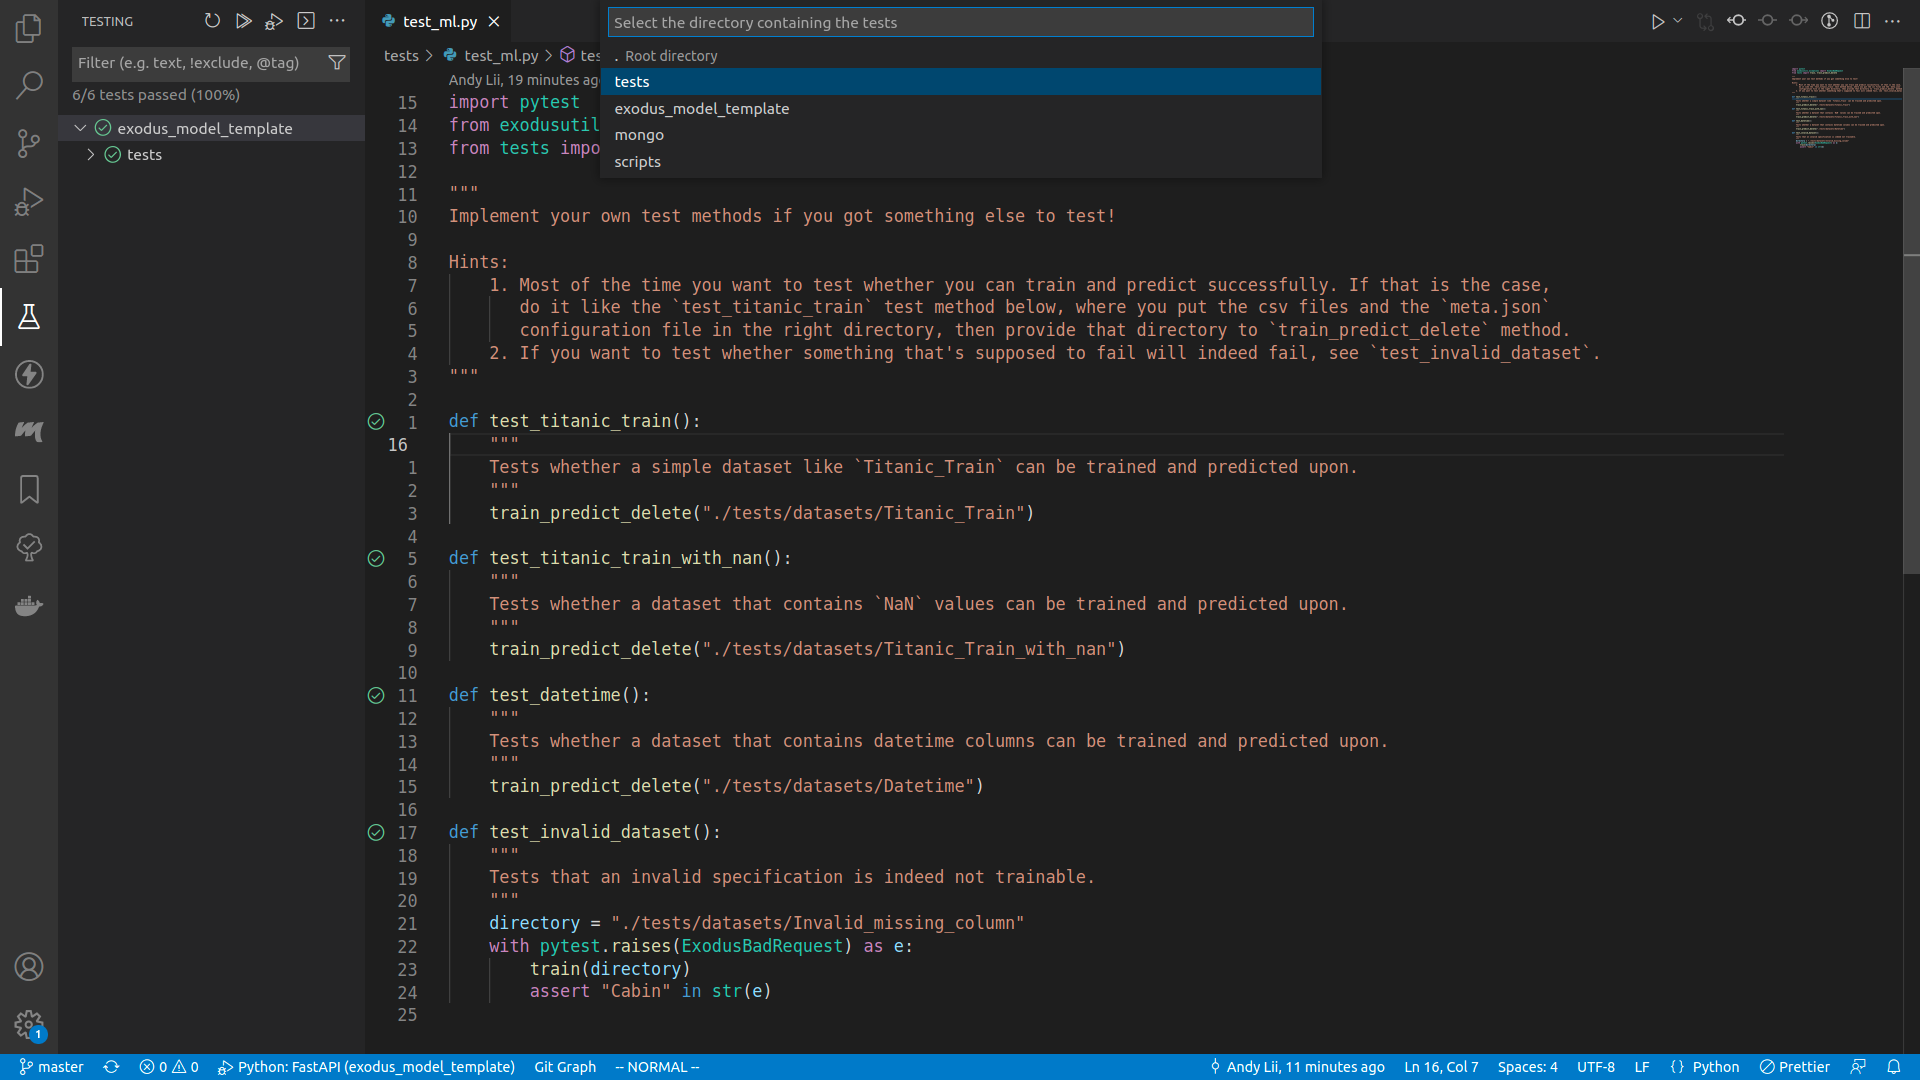 TESTING
Filter (e.g. text, !exclude, @tag)
6/6 tests passed (100%)
exodus_model_template
tests
test_ml.py
tests > test_ml.py > tes
Select the directory containing the tests
. Root directory
tests
exodus_model_template
mongo
scripts
Andy Lii, 19 minutes ag
15 import pytest
14 from exodusutil
13 from tests impo
12
11 """
10 Implement your own test methods if you got something else to test!
9
8 Hints:
7 1. Most of the time you want to test whether you can train and predict successfully. If that is the case,
6 do it like the `test_titanic_train` test method below, where you put the csv files and the `meta.json`
5 configuration file in the right directory, then provide that directory to `train_predict_delete` method.
4 2. If you want to test whether something that's supposed to fail will indeed fail, see `test_invalid_dataset`.
3 """
2
1 def test_titanic_train():
16 """
1 Tests whether a simple dataset like `Titanic_Train` can be trained and predicted upon.
2 """
3 train_predict_delete("./tests/datasets/Titanic_Train")
4
5 def test_titanic_train_with_nan():
6 """
7 Tests whether a dataset that contains `NaN` values can be trained and predicted upon.
8 """
9 train_predict_delete("./tests/datasets/Titanic_Train_with_nan")
10
11 def test_datetime():
12 """
13 Tests whether a dataset that contains datetime columns can be trained and predicted upon.
14 """
15 train_predict_delete("./tests/datasets/Datetime")
16
17 def test_invalid_dataset():
18 """
19 Tests that an invalid specification is indeed not trainable.
20 """
21 directory = "./tests/datasets/Invalid_missing_column"
22 with pytest.raises(ExodusBadRequest) as e:
23 train(directory)
24 assert "Cabin" in str(e)
25
1
master 0 0 Python: FastAPI (exodus_model_template) Git Graph -- NORMAL -- Andy Lii, 11 minutes ago Ln 16, Col 7 Spaces: 4 UTF-8 LF {} Python Prettier